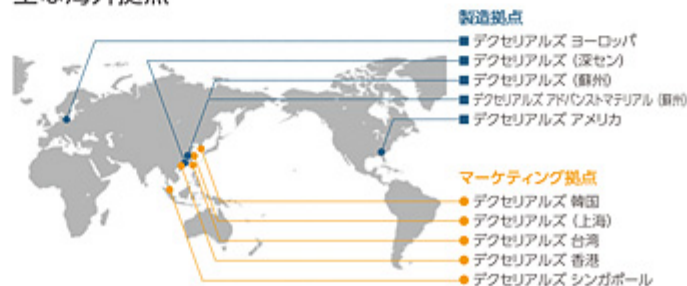 主な海外拠点
製造拠点
デクセリアルズ ヨーロッパ
デクセリアルズ (深セン)
デクセリアルズ (蘇州)
デクセリアルズ アドバンストマテリアル (蘇州)
デクセリアルズ アメリカ
マーケティング拠点
デクセリアルズ 韓国
デクセリアルズ (上海)
デクセリアルズ 台湾
デクセリアルズ 香港
デクセリアルズ シンガポール